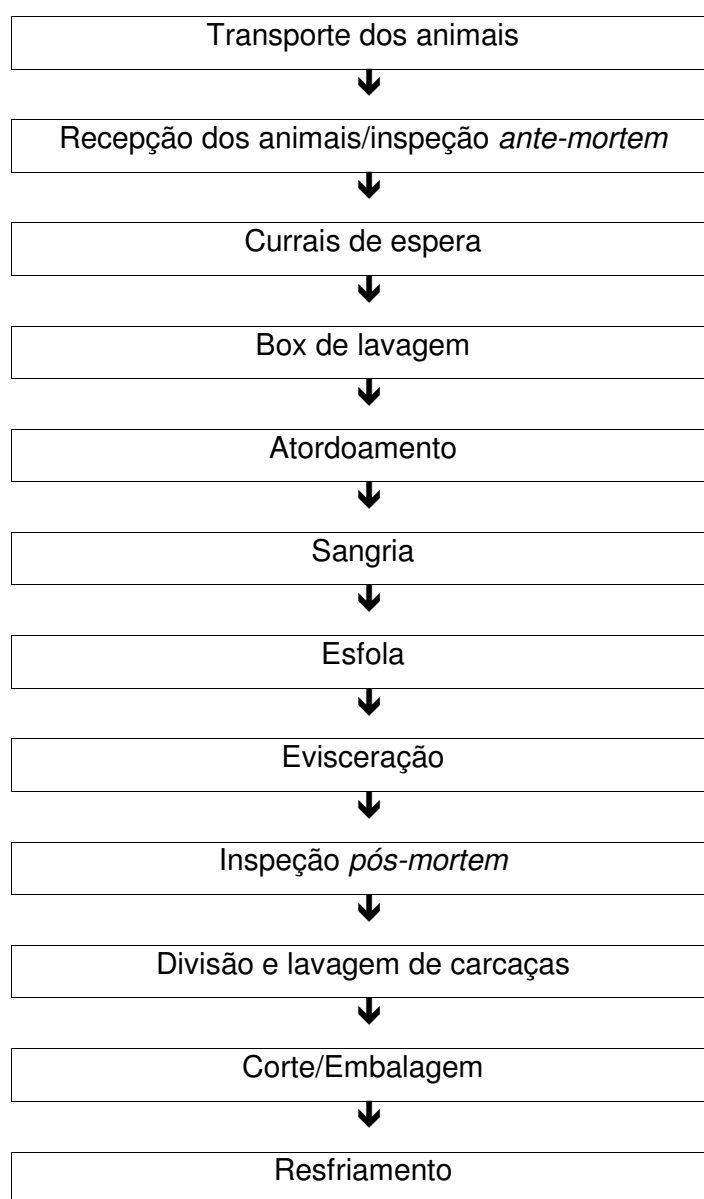 Transporte dos animais
Recepção dos animais/inspeção ante-mortem
Currais de espera
Box de lavagem
Atordoamento
Sangria
Esfola
Evisceração
Inspeção pós-mortem
Divisão e lavagem de carcaças
Corte/Embalagem
Resfriamento